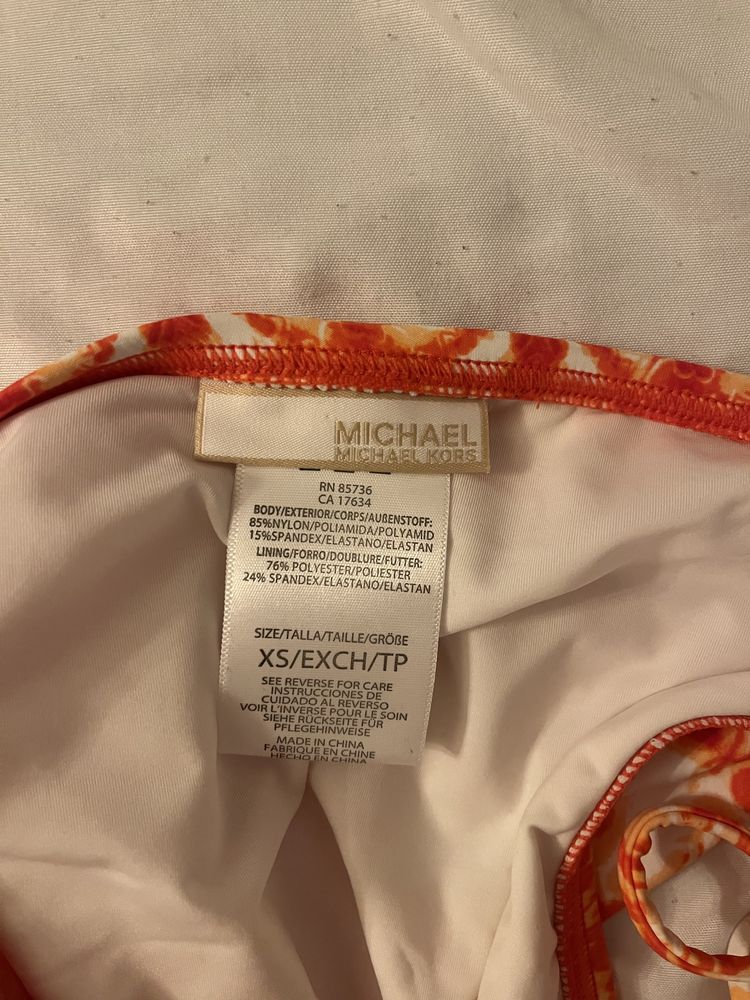 MICHAEL
MICHAEL KORS
RN 85736
CA 17634
BODY/EXTERIOR/CORPS/AUßENSTOFF:
85%NYLON/POLIAMIDA/POLYAMID
15%SPANDEX/ELASTANO/ELASTAN
LINING/FORRO/DOUBLURE/FUTTER:
76% POLYESTER/POLIESTER
24% SPANDEX/ELASTANO/ELASTAN
SIZE/TALLA/TAILLE/GRÖßE
XS/EXCH/TP
SEE REVERSE FOR CARE
INSTRUCCIONES DE
CUIDADO AL REVERSO
VOIR L'INVERSE POUR LE SOIN
SIEHE RÜCKSEITE FÜR
PFLEGEHINWEISE
MADE IN CHINA
FABRIQUE EN CHINE
HECHO EN CHINA